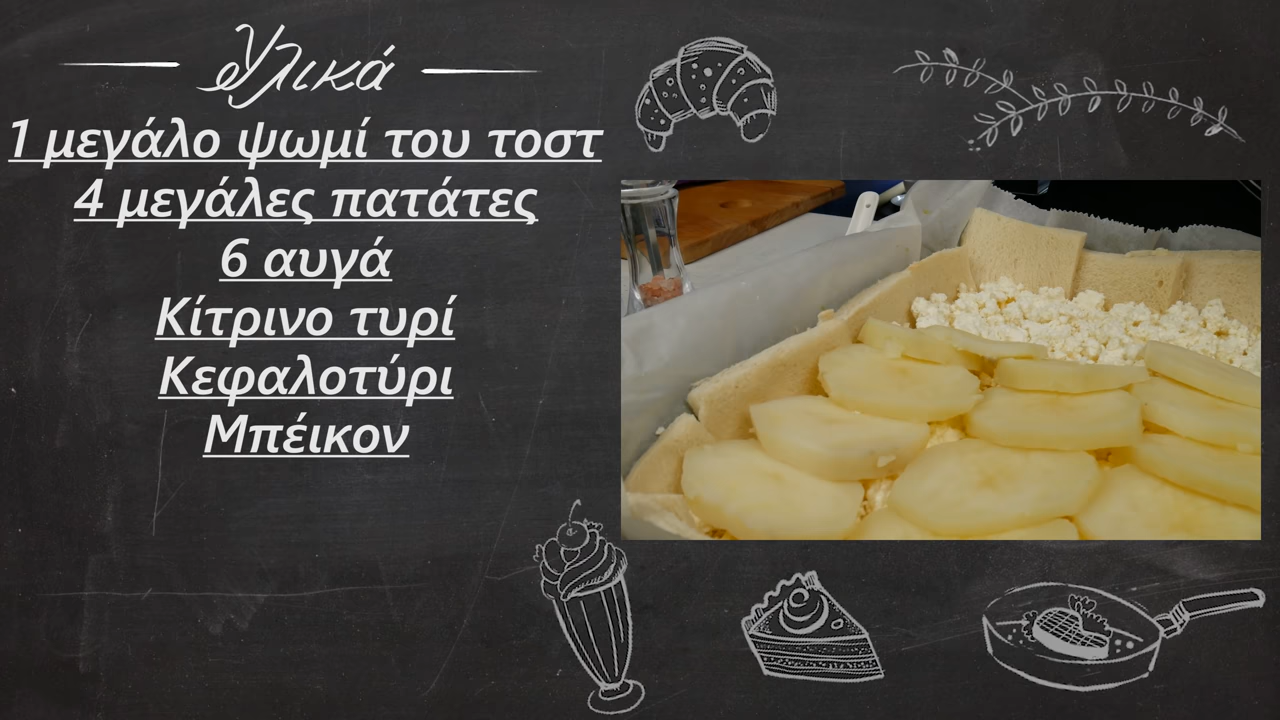 Υλικά
1 μεγάλο ψωμί του τοστ
4 μεγάλες πατάτες
6 αυγά
Κίτρινο τυρί
Κεφαλοτύρι
Μπέικον